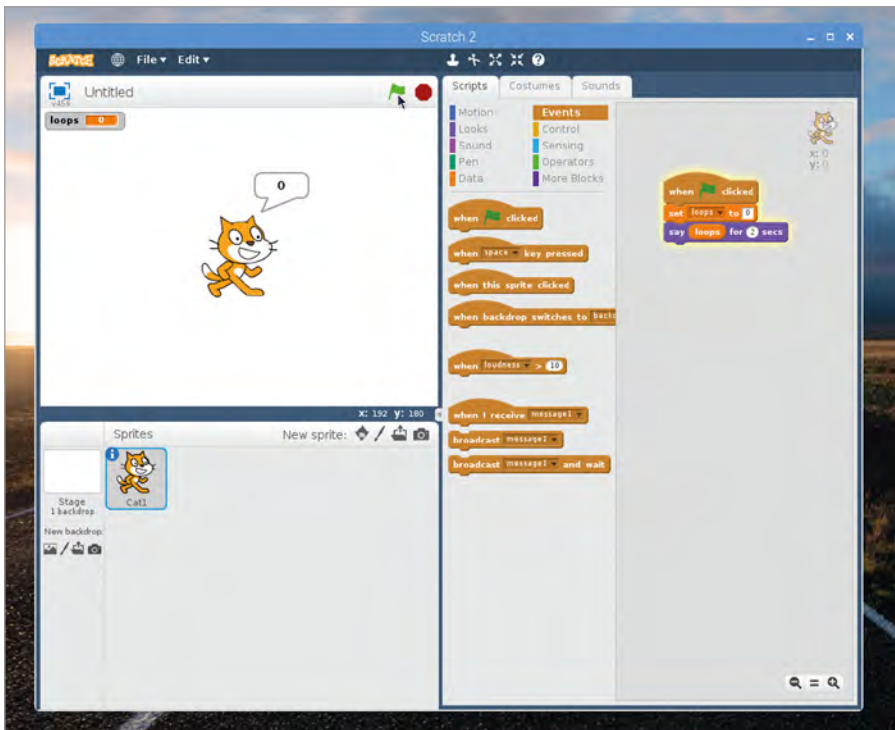 Scratch 2
SCRATCH File Edit
Untitled
v456
loops 0
0
x: 192 y: 180
Sprites New sprite:
Stage
1 backdrop
Cat1
New backdrop
Scripts Costumes Sounds
Motion Events
Looks Control
Sound Sensing
Pen Operators
Data More Blocks
when clicked
when space key pressed
when this sprite clicked
when backdrop switches to
when loudness > 10
when I receive message1
broadcast message1
broadcast message1 and wait
x: 0
y: 0
when clicked
set loops to 0
say loops for 2 secs